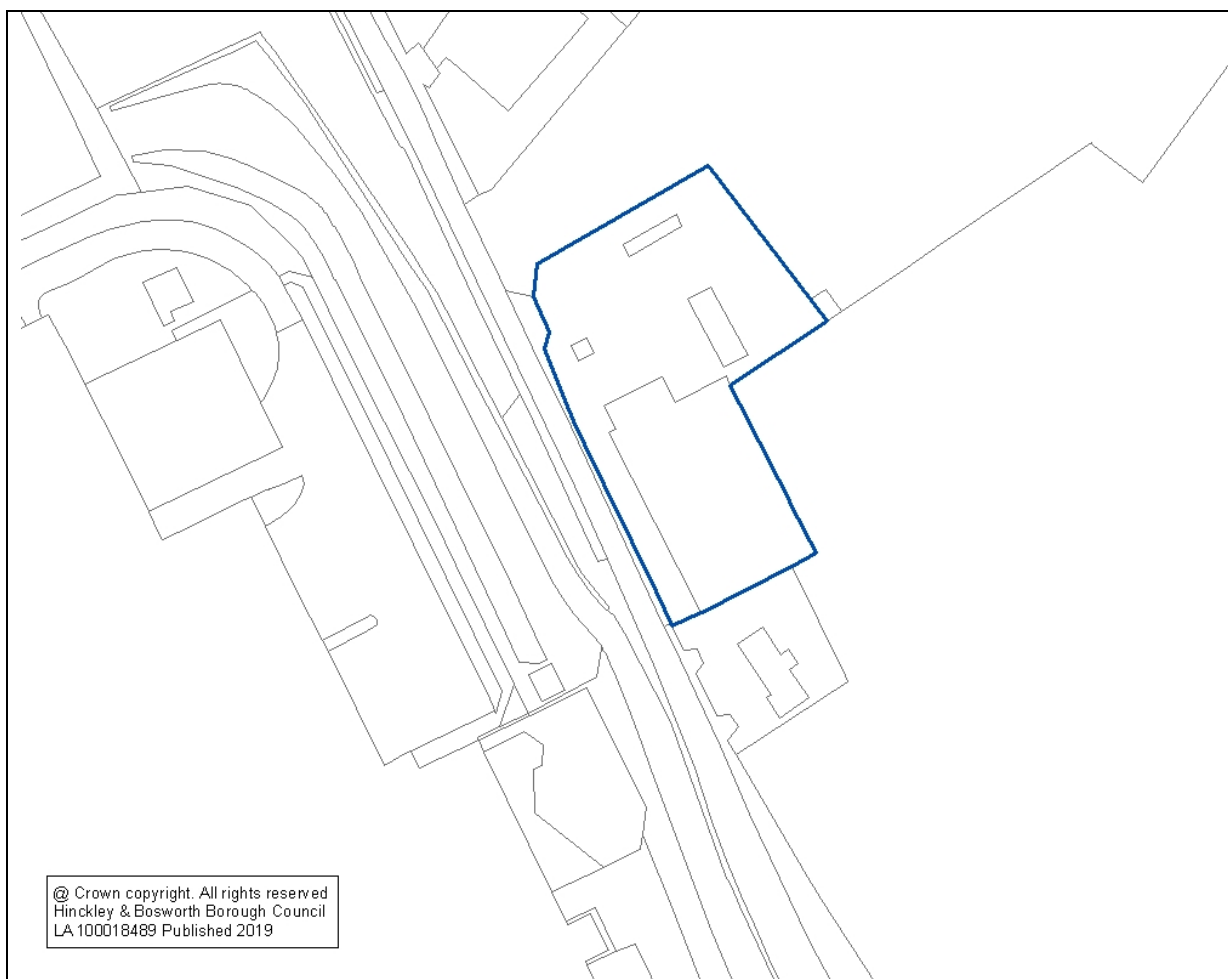 @ Crown copyright. All rights reserved
Hinckley & Bosworth Borough Council
LA 100018489 Published 2019